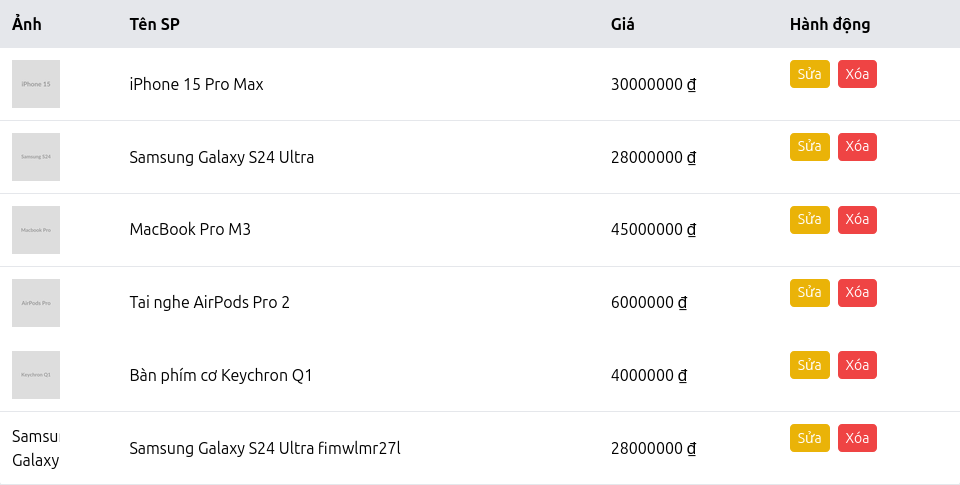 Ảnh Tên SP Giá Hành động
iPhone 15 iPhone 15 Pro Max 30000000 ₫ Sửa Xóa
Samsung S24 Samsung Galaxy S24 Ultra 28000000 ₫ Sửa Xóa
Macbook Pro MacBook Pro M3 45000000 ₫ Sửa Xóa
AirPods Pro Tai nghe AirPods Pro 2 6000000 ₫ Sửa Xóa
Keychron Q1 Bàn phím cơ Keychron Q1 4000000 ₫ Sửa Xóa
Samsu Samsung Galaxy S24 Ultra fimwlmr27l 28000000 ₫ Sửa Xóa
Galaxy